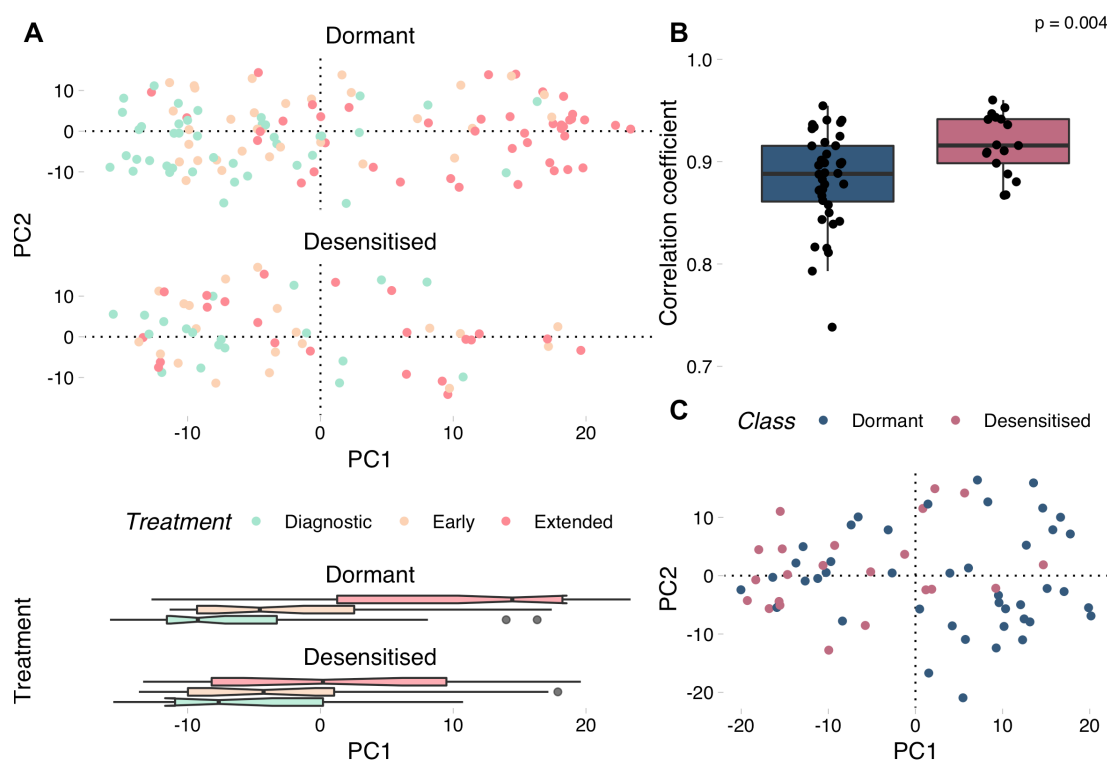 A
Dormant
10
0
-10
PC2
Desensitised
10
0
-10
-10 0 10 20
PC1
Treatment Diagnostic Early Extended
Dormant
Treatment
Desensitised
-10 0 10 20
PC1
B
p = 0.004
1.0
0.9
0.8
0.7
Correlation coefficient
C
Class Dormant Desensitised
10
0
-10
-20
PC2
-20 -10 0 10 20
PC1